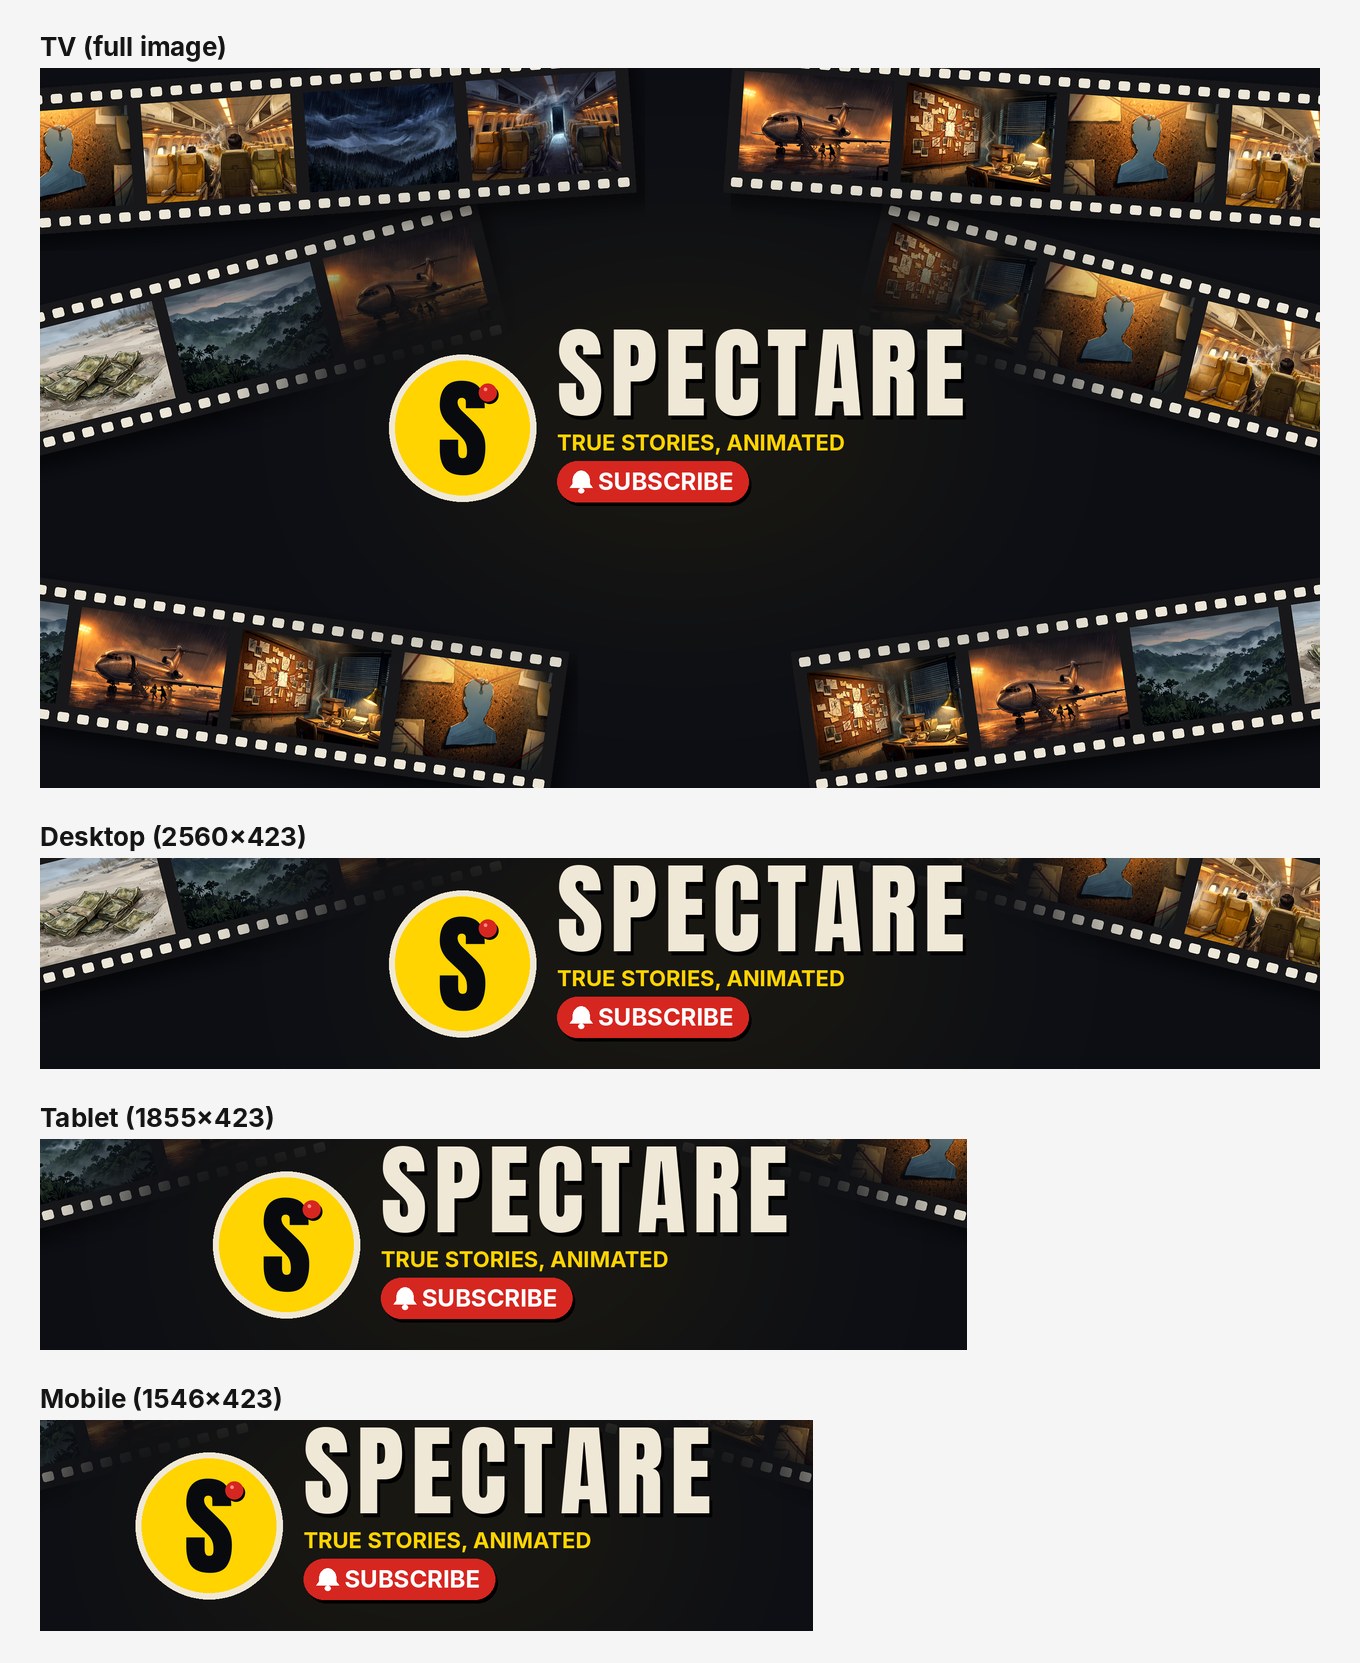 TV (full image)
SPECTARE
S
TRUE STORIES, ANIMATED
SUBSCRIBE
Desktop (2560×423)
SPECTARE
S
TRUE STORIES, ANIMATED
SUBSCRIBE
Tablet (1855×423)
SPECTARE
S
TRUE STORIES, ANIMATED
SUBSCRIBE
Mobile (1546×423)
SPECTARE
S
TRUE STORIES, ANIMATED
SUBSCRIBE